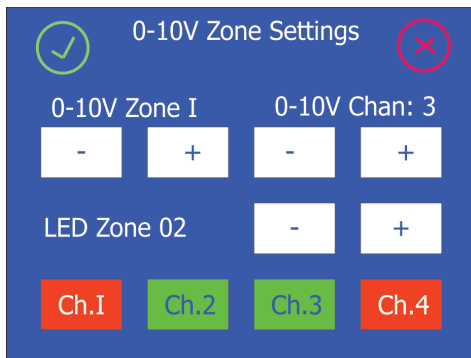 0-10V Zone Settings
0-10V Zone I 0-10V Chan: 3
- + - +
LED Zone 02 - +
Ch.I Ch.2 Ch.3 Ch.4